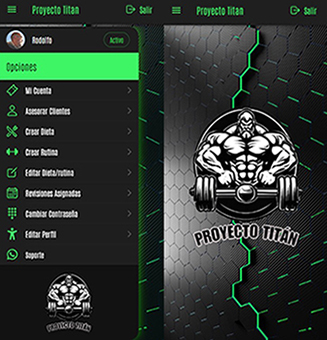 Proyecto Titan
Salir
Rodolfo
Activo
Opciones
Mi Cuenta
Asesorar Clientes
Crear Dieta
Crear Rutina
Editar Dieta/rutina
Revisiones Asignadas
Cambiar Contraseña
Editar Perfil
Soporte
PROYECTO TITÁN
Proyecto Titan
Salir
PROYECTO TITÁN